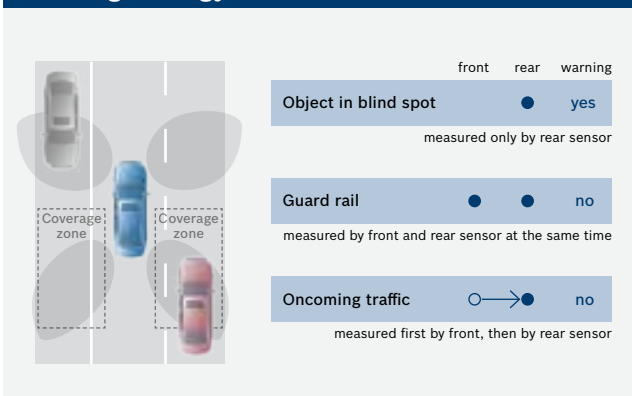 front rear warning
Object in blind spot yes
measured only by rear sensor
Guard rail no
measured by front and rear sensor at the same time
Oncoming traffic no
measured first by front, then by rear sensor
Coverage zone
Coverage zone